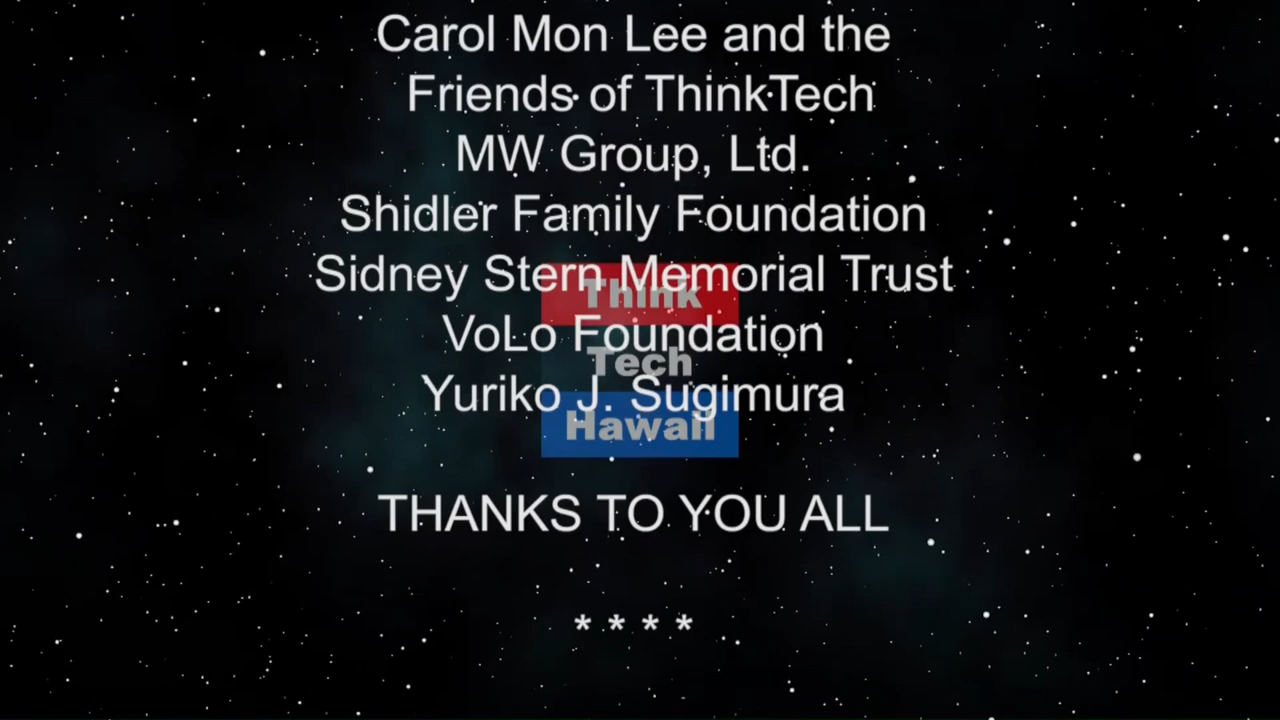 Carol Mon Lee and the
Friends of ThinkTech
MW Group, Ltd.
Shidler Family Foundation
Sidney Stern Memorial Trust
Think
VoLo Foundation
Tech
Yuriko J. Sugimura
Hawaii
THANKS TO YOU ALL
* * * *